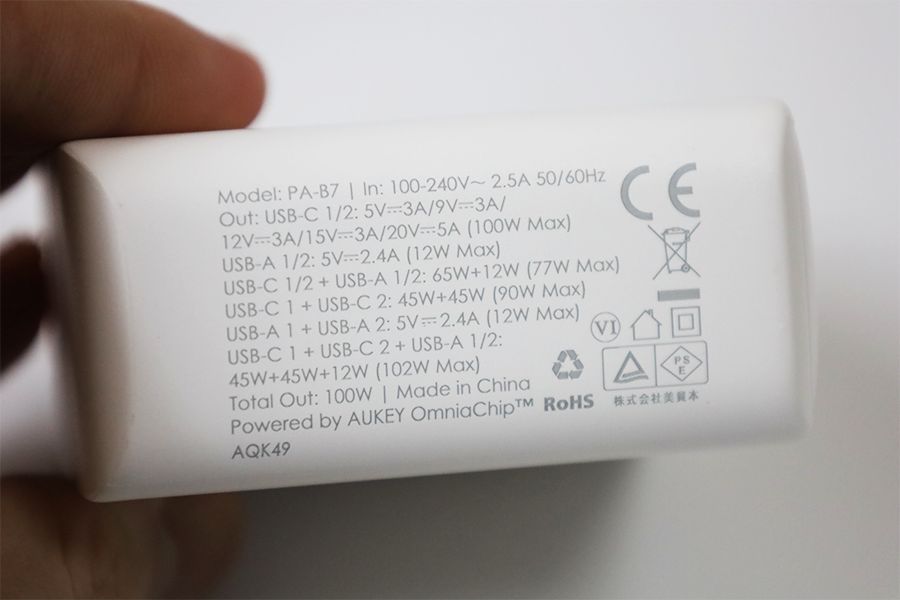 Model: PA-B7 | In: 100-240V~ 2.5A 50/60Hz
Out: USB-C 1/2: 5V⎓3A/9V⎓3A/
12V⎓3A/15V⎓3A/20V⎓5A (100W Max)
USB-A 1/2: 5V⎓2.4A (12W Max)
USB-C 1/2 + USB-A 1/2: 65W+12W (77W Max)
USB-C 1 + USB-C 2: 45W+45W (90W Max)
USB-A 1 + USB-A 2: 5V⎓2.4A (12W Max)
USB-C 1 + USB-C 2 + USB-A 1/2:
45W+45W+12W (102W Max)
Total Out: 100W | Made in China
Powered by AUKEY OmniaChip™
AQK49
CE
VI
PSE
RoHS
株式会社美貿本